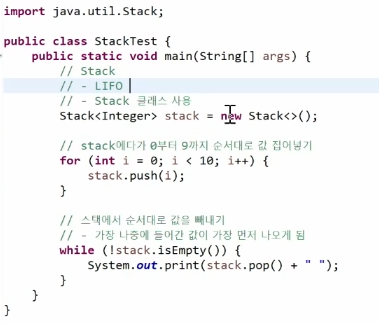 import java.util.Stack;
public class StackTest {
public static void main(String[] args) {
// Stack
// - LIFO
// - Stack 클래스 사용
Stack<Integer> stack = new Stack<>();
// stack에다가 0부터 9까지 순서대로 값 집어넣기
for (int i = 0; i < 10; i++) {
stack.push(i);
}
// 스택에서 순서대로 값을 빼내기
// - 가장 나중에 들어간 값이 가장 먼저 나오게 됨
while (!stack.isEmpty()) {
System.out.print(stack.pop() + " ");
}
}
}